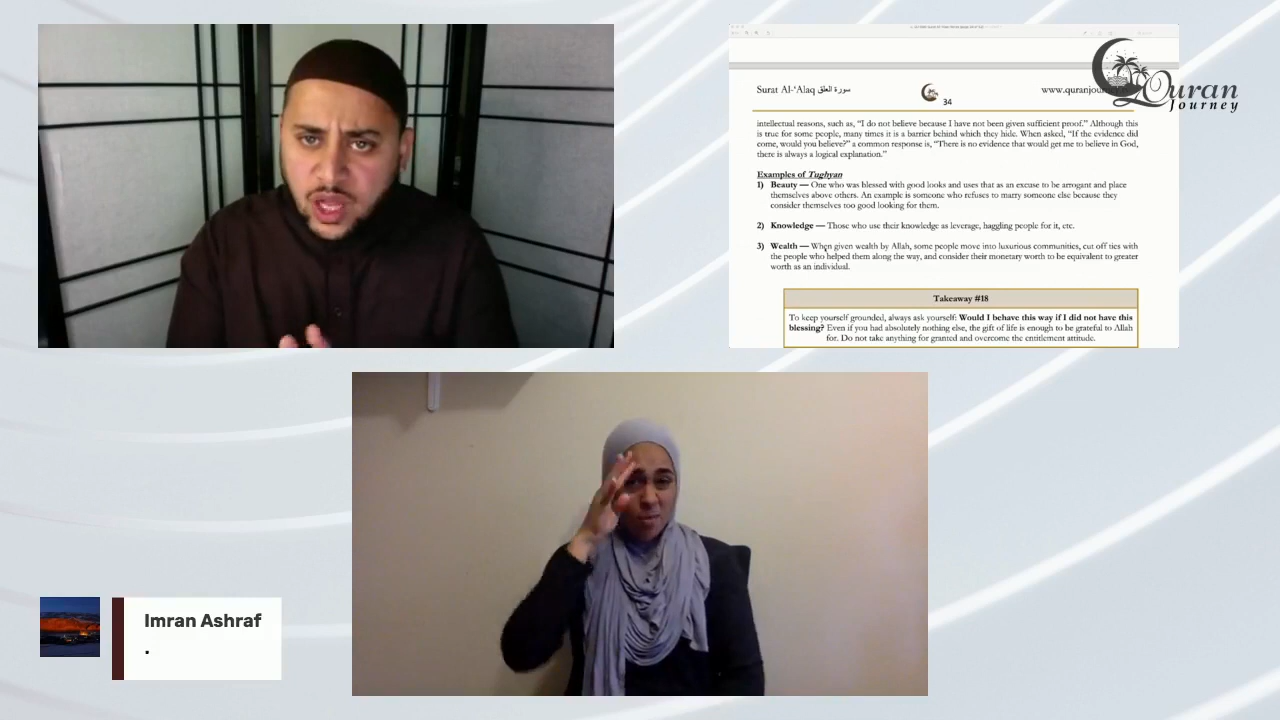 Surat Al-‘Alaq سورة العلق
34
www.quranjour
Quran
Journey
intellectual reasons, such as, “I do not believe because I have not been given sufficient proof.” Although this
is true for some people, many times it is a barrier behind which they hide. When asked, “If the evidence did
come, would you believe?” a common response is, “There is no evidence that would get me to believe in God,
there is always a logical explanation.”
Examples of Tughyan
1) Beauty — One who was blessed with good looks and uses that as an excuse to be arrogant and place
themselves above others. An example is someone who refuses to marry someone else because they
consider themselves too good looking for them.
2) Knowledge — Those who use their knowledge as leverage, haggling people for it, etc.
3) Wealth — When given wealth by Allah, some people move into luxurious communities, cut off ties with
the people who helped them along the way, and consider their monetary worth to be equivalent to greater
worth as an individual.
Takeaway #18
To keep yourself grounded, always ask yourself: Would I behave this way if I did not have this
blessing? Even if you had absolutely nothing else, the gift of life is enough to be grateful to Allah
for. Do not take anything for granted and overcome the entitlement attitude.
Imran Ashraf
.